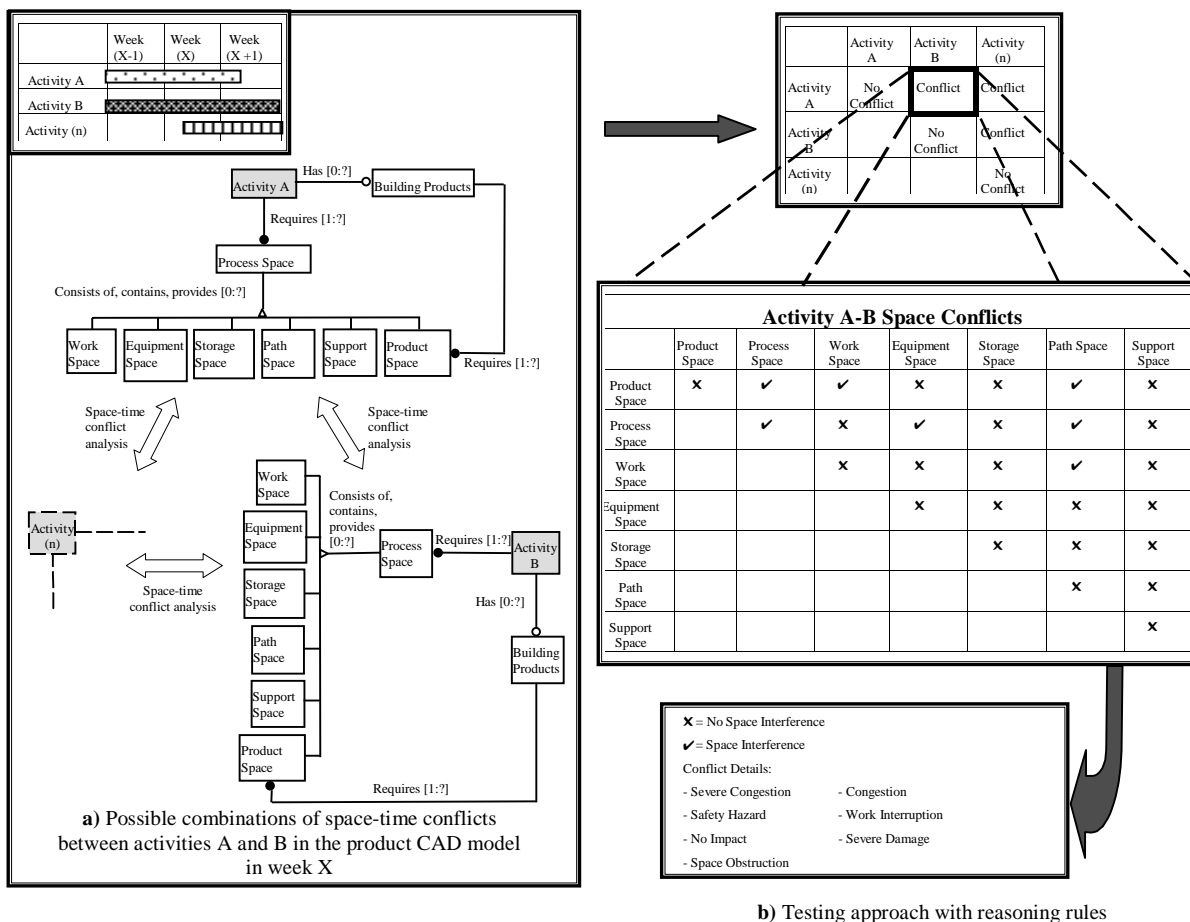 Week Week Week
(X-1) (X) (X +1)
Activity A
Activity B
Activity (n)
Has [0:?]
Activity A
Building Products
Requires [1:?]
Process Space
Consists of, contains, provides [0:?]
Work Equipment Storage Path Support Product
Space Space Space Space Space Space
Requires [1:?]
Space-time
conflict
analysis
Space-time
conflict
analysis
Work
Space
Equipment
Space
Storage
Space
Path
Space
Support
Space
Product
Space
Consists of,
contains,
provides
[0:?]
Process
Space
Requires [1:?]
Activity
B
Has [0:?]
Building
Products
Requires [1:?]
Activity
(n)
Space-time
conflict analysis
a) Possible combinations of space-time conflicts
between activities A and B in the product CAD model
in week X
Activity Activity Activity
A B (n)
Activity No Conflict Conflict
A Conflict
Activity No Conflict
B Conflict
Activity No
(n) Conflict
Activity A-B Space Conflicts
Product Process Work Equipment Storage Path Space Support
Space Space Space Space Space Space
Product ✗ ✓ ✓ ✗ ✗ ✓ ✗
Space
Process ✓ ✗ ✓ ✗ ✓ ✗
Space
Work ✗ ✗ ✗ ✓ ✗
Space
Equipment ✗ ✗ ✗ ✗
Space
Storage ✗ ✗ ✗
Space
Path ✗ ✗
Space
Support ✗
Space
✗ = No Space Interference
✓ = Space Interference
Conflict Details:
- Severe Congestion - Congestion
- Safety Hazard - Work Interruption
- No Impact - Severe Damage
- Space Obstruction
b) Testing approach with reasoning rules